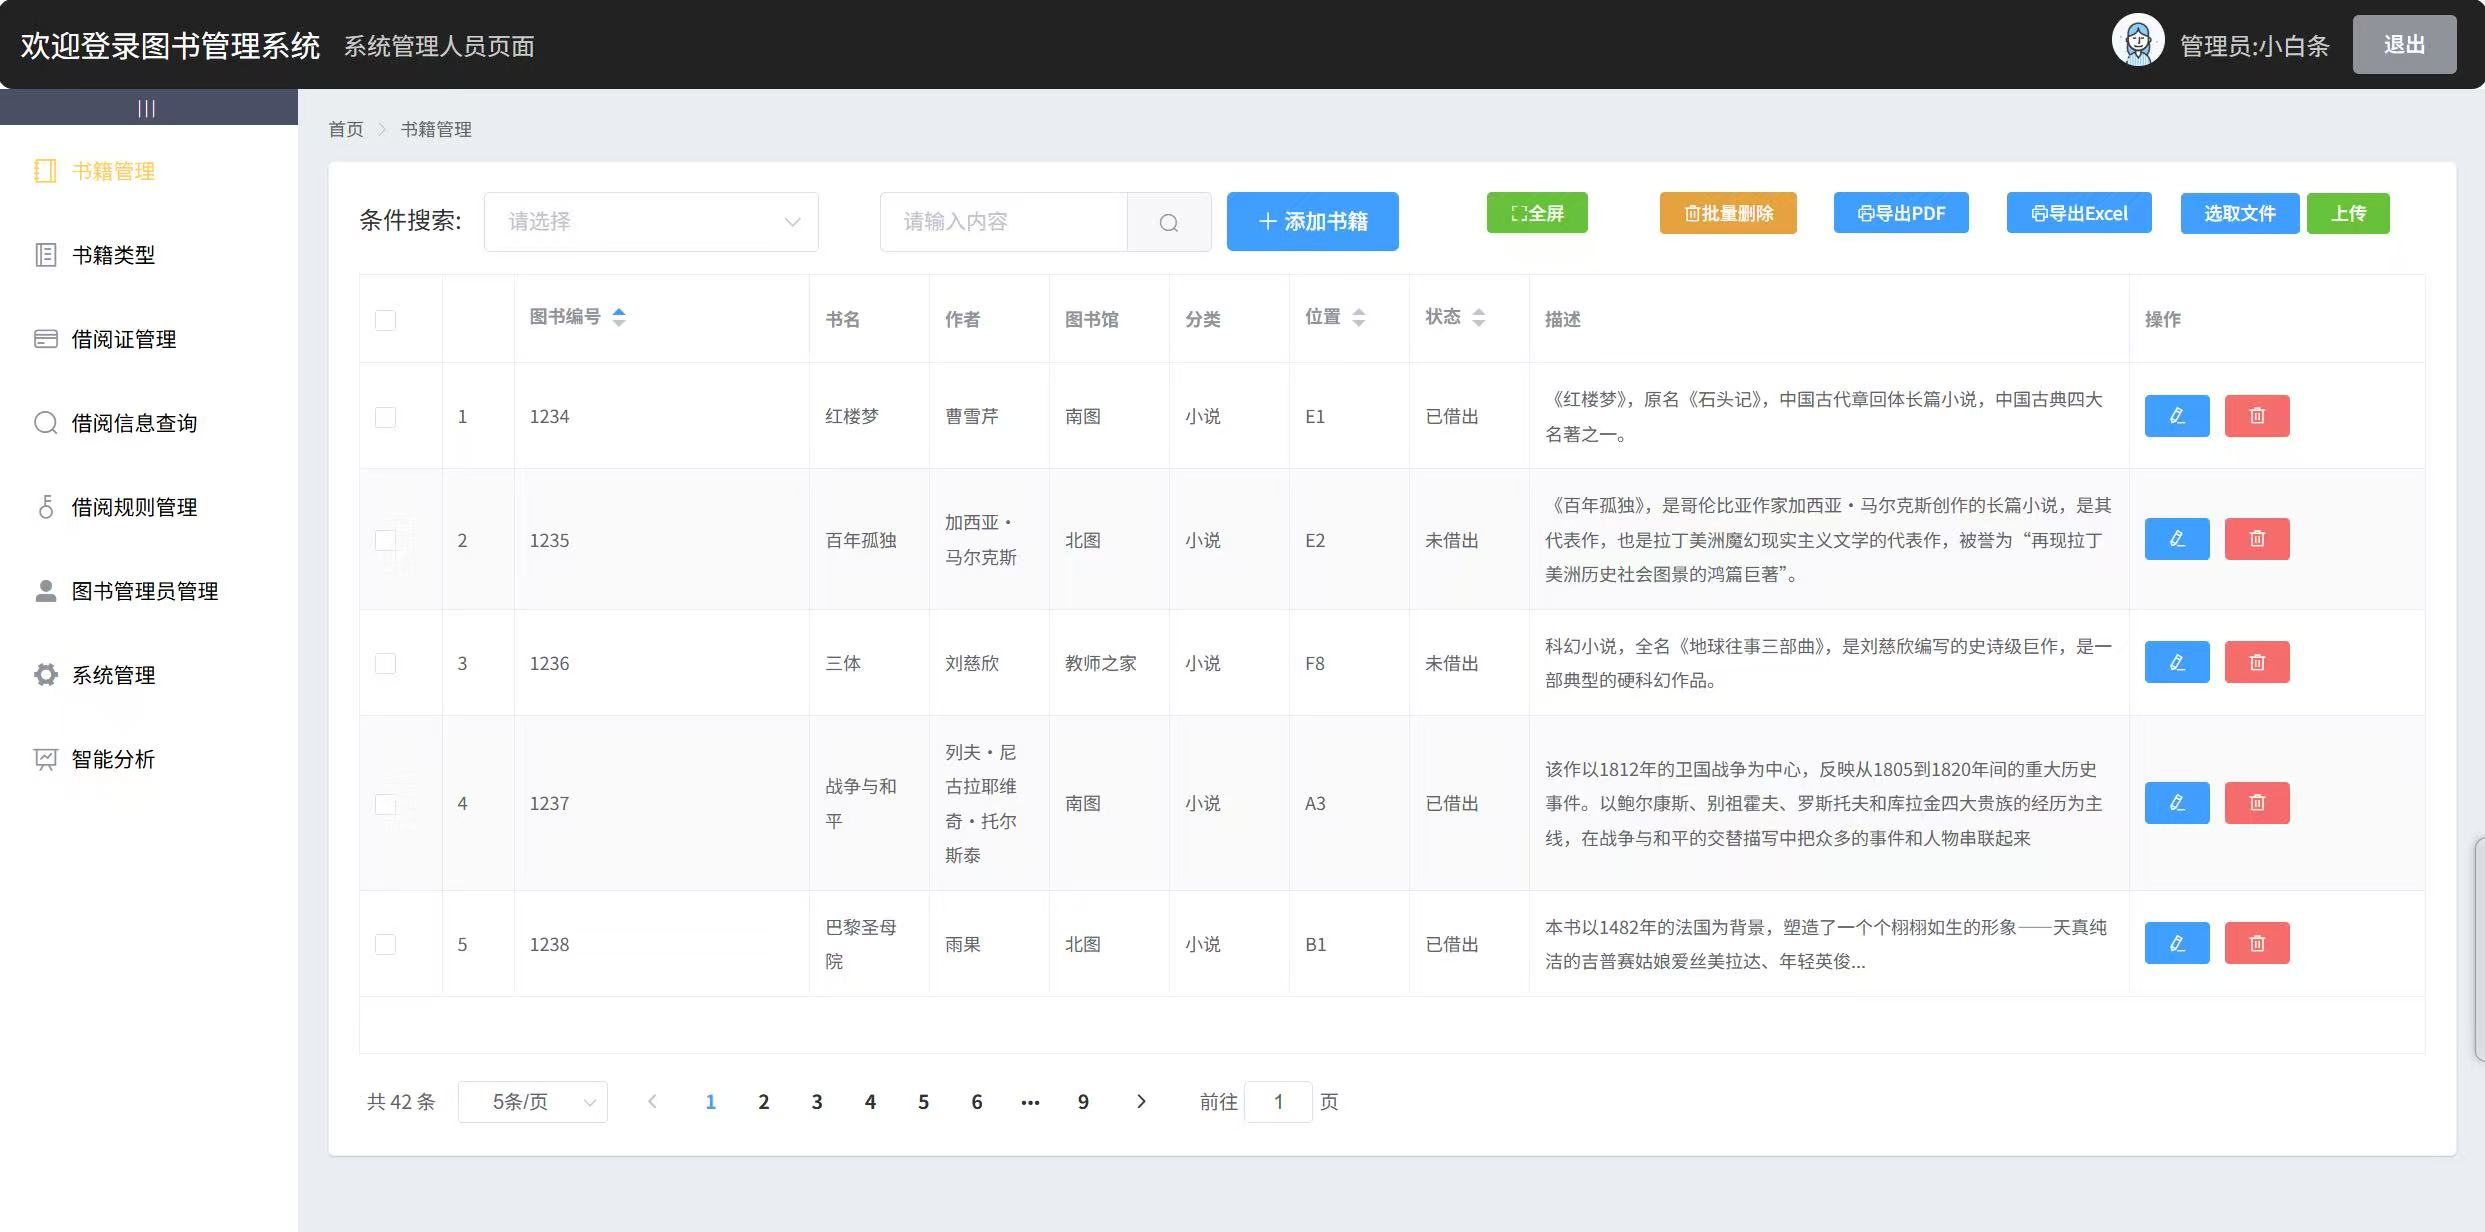 欢迎登录图书管理系统 系统管理人员页面 管理员:小白条 退出
|||
首页 书籍管理
书籍管理
书籍类型
借阅证管理
借阅信息查询
借阅规则管理
图书管理员管理
系统管理
智能分析
条件搜索: 请选择 请输入内容 添加书籍 全屏 批量删除 导出PDF 导出Excel 选取文件 上传
图书编号 书名 作者 图书馆 分类 位置 状态 描述 操作
1 1234 红楼梦 曹雪芹 南图 小说 E1 已借出 《红楼梦》，原名《石头记》，中国古代章回体长篇小说，中国古典四大
名著之一。
2 1235 百年孤独 加西亚・
马尔克斯 北图 小说 E2 未借出 《百年孤独》，是哥伦比亚作家加西亚・马尔克斯创作的长篇小说，是其
代表作，也是拉丁美洲魔幻现实主义文学的代表作，被誉为“再现拉丁
美洲历史社会图景的鸿篇巨著”。
3 1236 三体 刘慈欣 教师之家 小说 F8 未借出 科幻小说，全名《地球往事三部曲》，是刘慈欣编写的史诗级巨作，是一
部典型的硬科幻作品。
4 1237 战争与和
平 列夫・尼
古拉耶维
奇・托尔
斯泰 南图 小说 A3 已借出 该作以1812年的卫国战争为中心，反映从1805到1820年间的重大历史
事件。以鲍尔康斯、别祖霍夫、罗斯托夫和库拉金四大贵族的经历为主
线，在战争与和平的交替描写中把众多的事件和人物串联起来
5 1238 巴黎圣母
院 雨果 北图 小说 B1 已借出 本书以1482年的法国为背景，塑造了一个个栩栩如生的形象——天真纯
洁的吉普赛姑娘爱丝美拉达、年轻英俊...
共 42 条 5条/页 1 2 3 4 5 6 ••• 9 前往 1 页